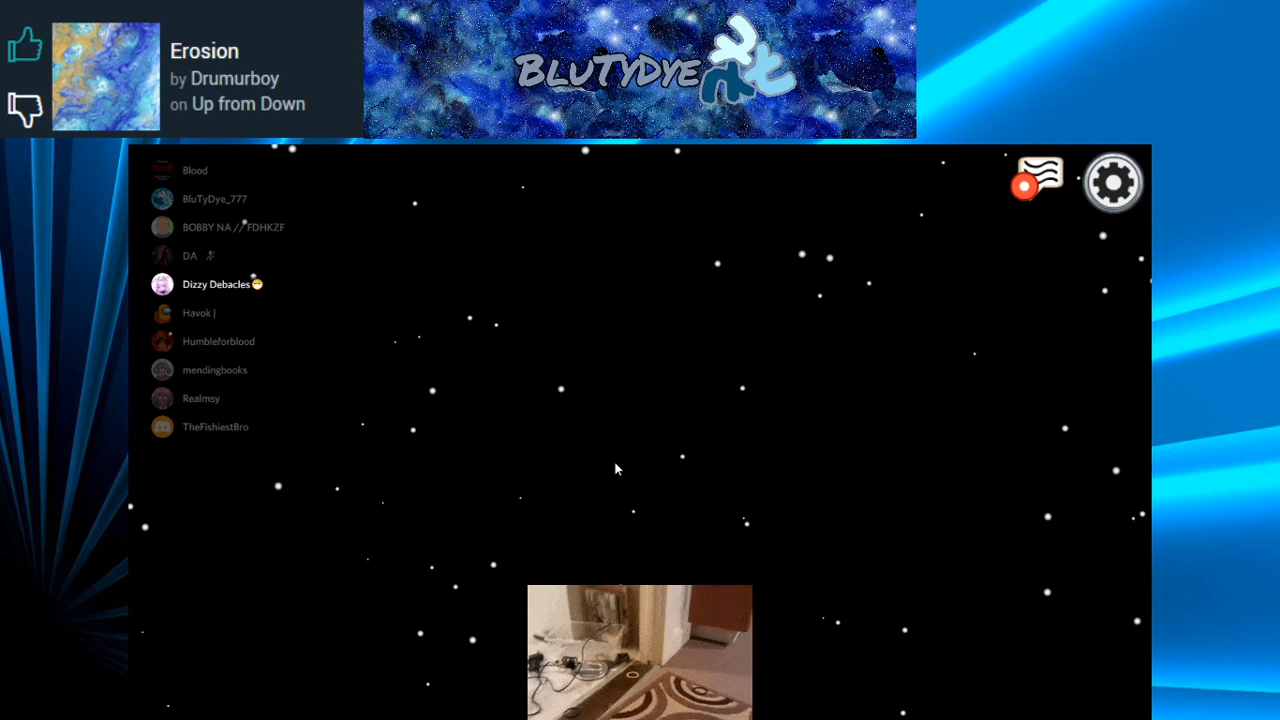 Erosion
by Drumurboy
on Up from Down
BLUTYDYE
Blood
BluTyDye_777
BOBBY NA // FDHKZF
DA
Dizzy Debacles😷
Havok |
Humbleforblood
mendingbooks
Realmsy
TheFishiestBro